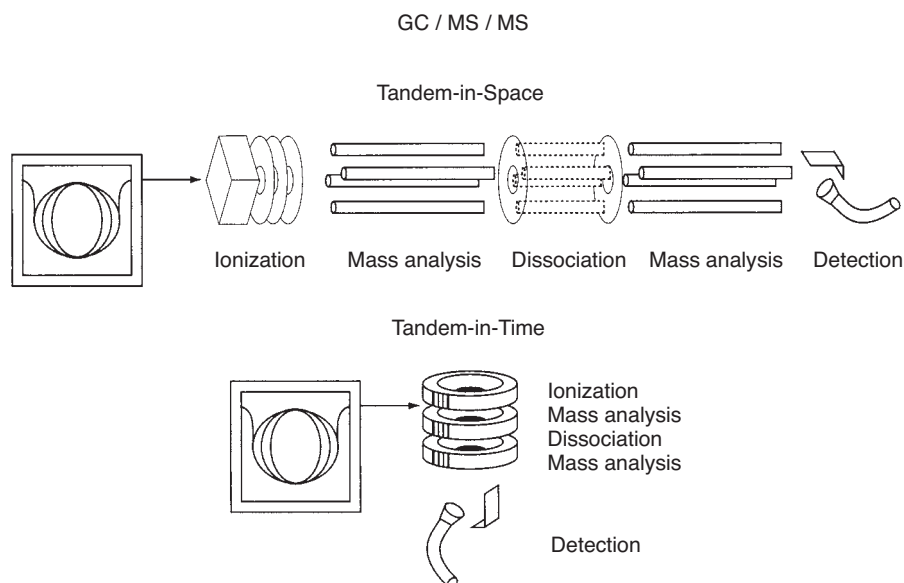 GC / MS / MS
Tandem-in-Space
Ionization Mass analysis Dissociation Mass analysis Detection
Tandem-in-Time
Ionization
Mass analysis
Dissociation
Mass analysis
Detection